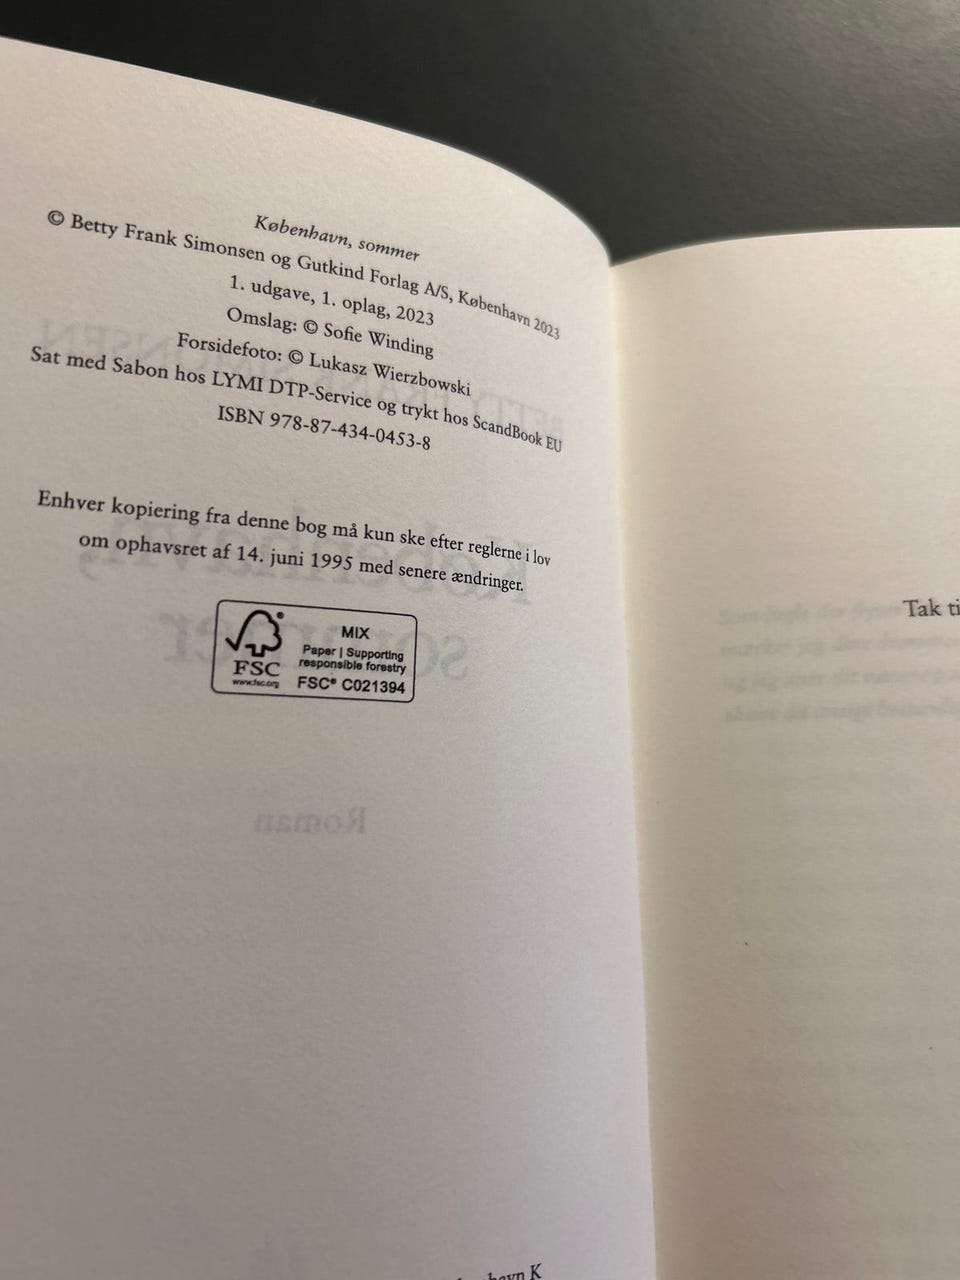 København, sommer
© Betty Frank Simonsen og Gutkind Forlag A/S, København 2023
1. udgave, 1. oplag, 2023
Omslag: © Sofie Winding
Forsidefoto: © Lukasz Wierzbowski
Sat med Sabon hos LYMI DTP-Service og trykt hos ScandBook EU
ISBN 978-87-434-0453-8
Enhver kopiering fra denne bog må kun ske efter reglerne i lov
om ophavsret af 14. juni 1995 med senere ændringer.
FSC
www.fsc.org
MIX
Paper | Supporting
responsible forestry
FSC® C021394
Roman
K
Tak